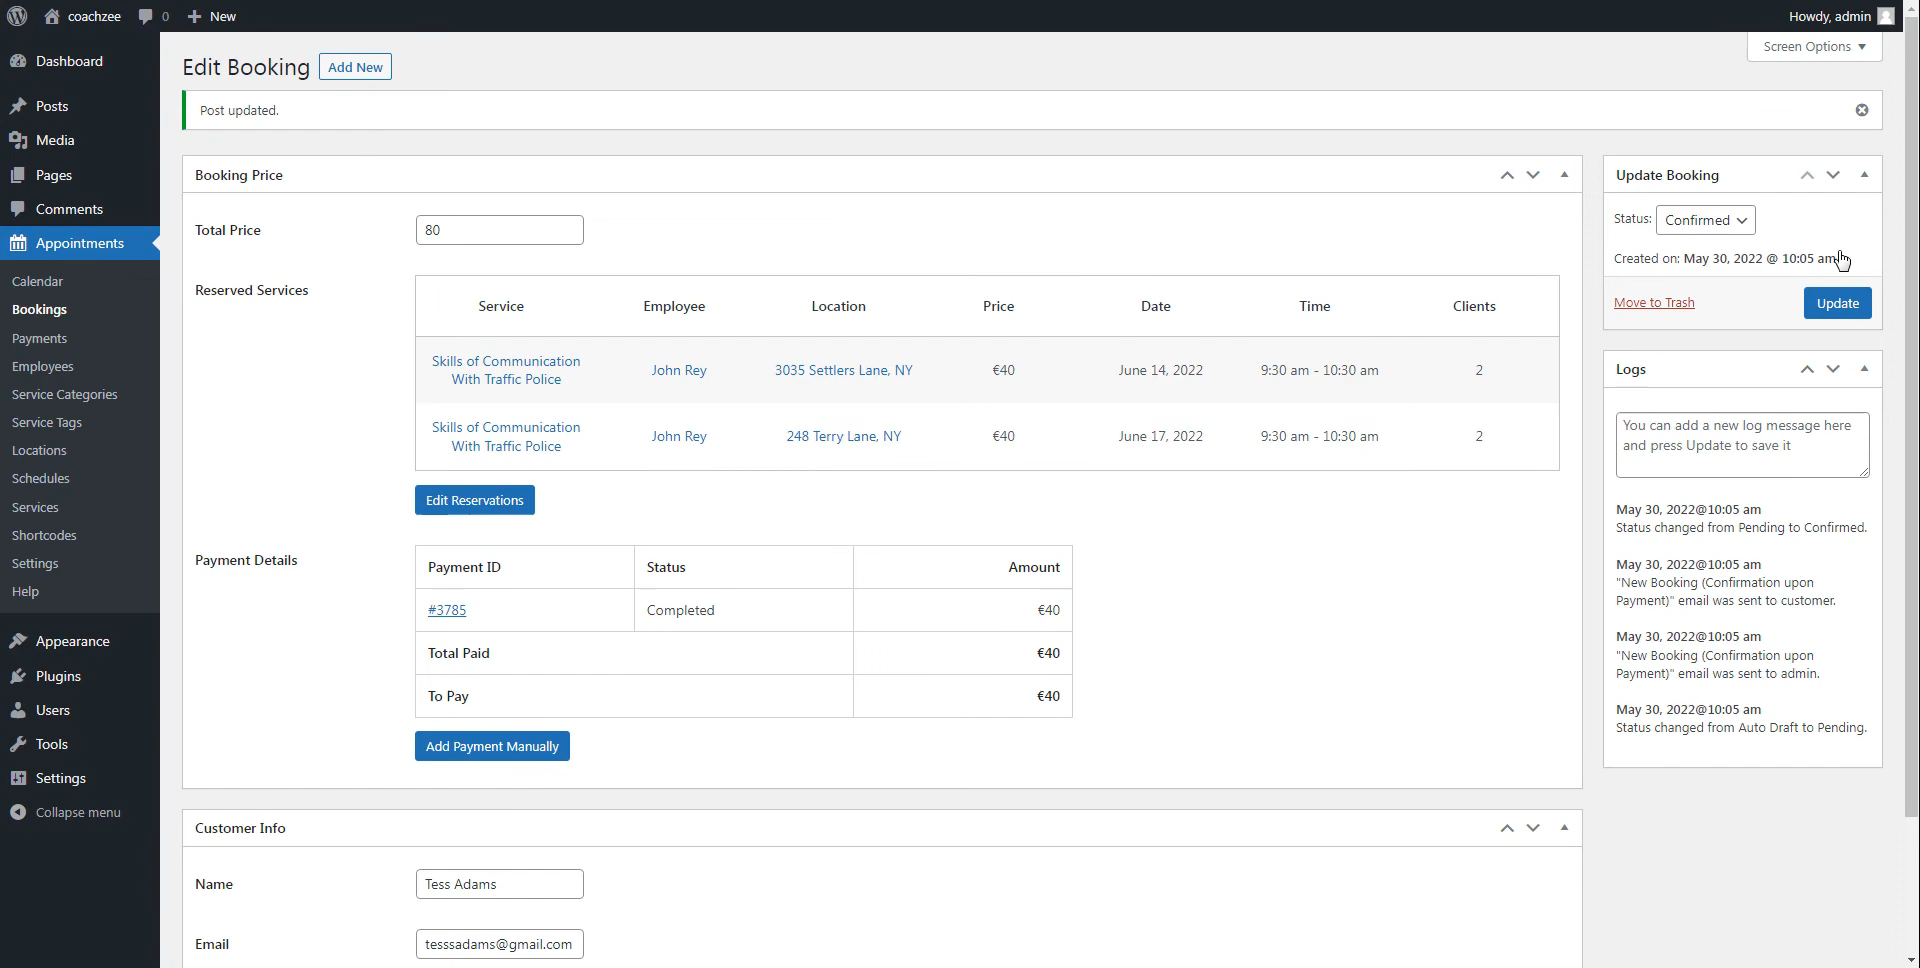 coachzee
0
New
Howdy, admin
Dashboard
Posts
Media
Pages
Comments
Appointments
Calendar
Bookings
Payments
Employees
Service Categories
Service Tags
Locations
Schedules
Services
Shortcodes
Settings
Help
Appearance
Plugins
Users
Tools
Settings
Collapse menu
Screen Options
Edit Booking
Add New
Post updated.
Booking Price
Total Price
80
Reserved Services
Service Employee Location Price Date Time Clients
Skills of Communication
With Traffic Police
John Rey 3035 Settlers Lane, NY €40 June 14, 2022 9:30 am - 10:30 am 2
Skills of Communication
With Traffic Police
John Rey 248 Terry Lane, NY €40 June 17, 2022 9:30 am - 10:30 am 2
Edit Reservations
Payment Details
Payment ID Status Amount
#3785 Completed €40
Total Paid €40
To Pay €40
Add Payment Manually
Customer Info
Name
Tess Adams
Email
tesssadams@gmail.com
Update Booking
Status: Confirmed
Created on: May 30, 2022 @ 10:05 am
Move to Trash
Update
Logs
You can add a new log message here
and press Update to save it
May 30, 2022@10:05 am
Status changed from Pending to Confirmed.
May 30, 2022@10:05 am
"New Booking (Confirmation upon
Payment)" email was sent to customer.
May 30, 2022@10:05 am
"New Booking (Confirmation upon
Payment)" email was sent to admin.
May 30, 2022@10:05 am
Status changed from Auto Draft to Pending.